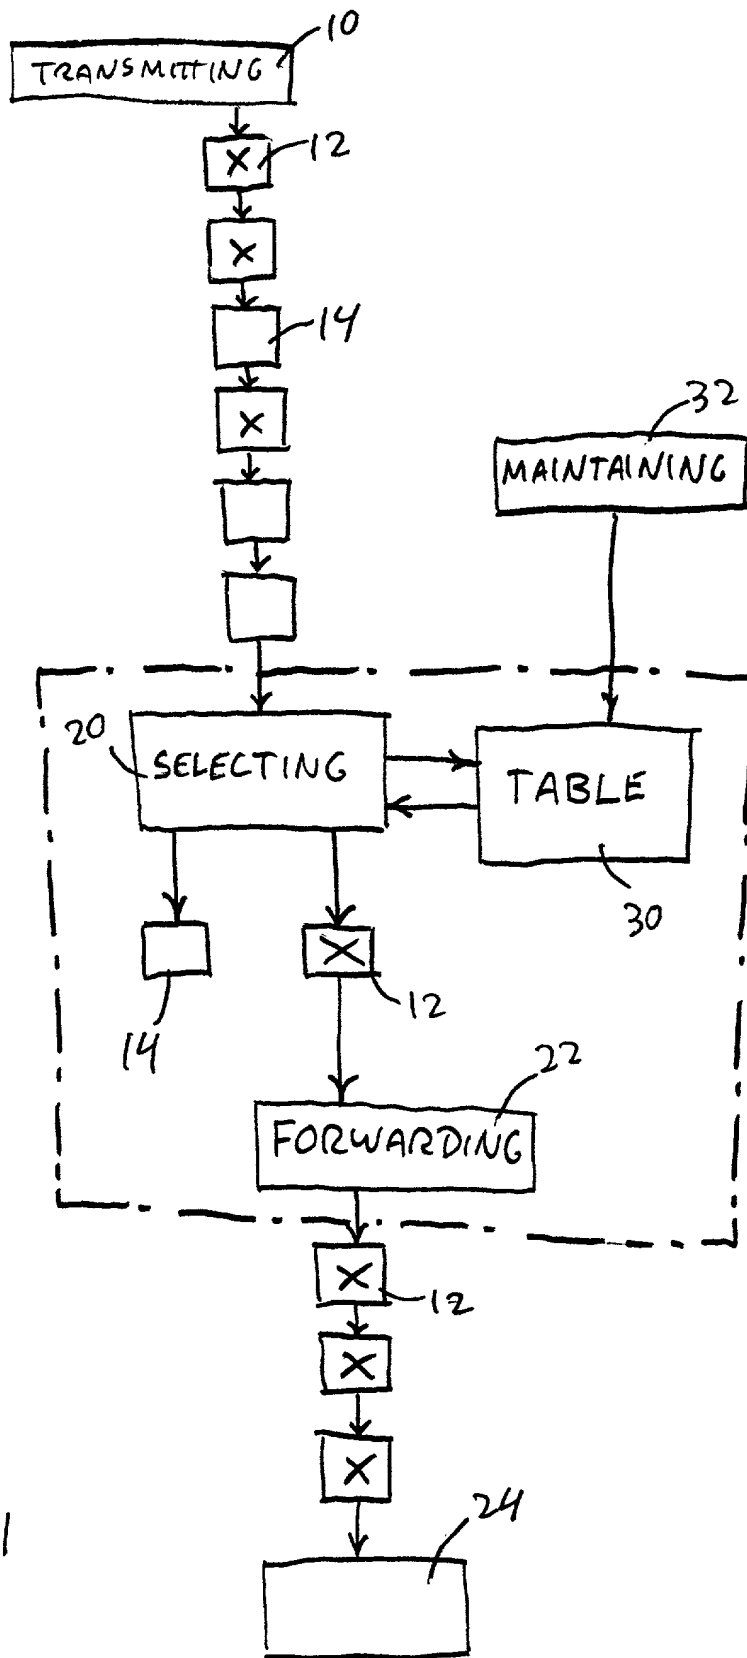 10
TRANSMITTING
X 12
X
14
X
32
MAINTAINING
20 SELECTING
TABLE
30
X
12
14
22
FORWARDING
X
12
X
X
24